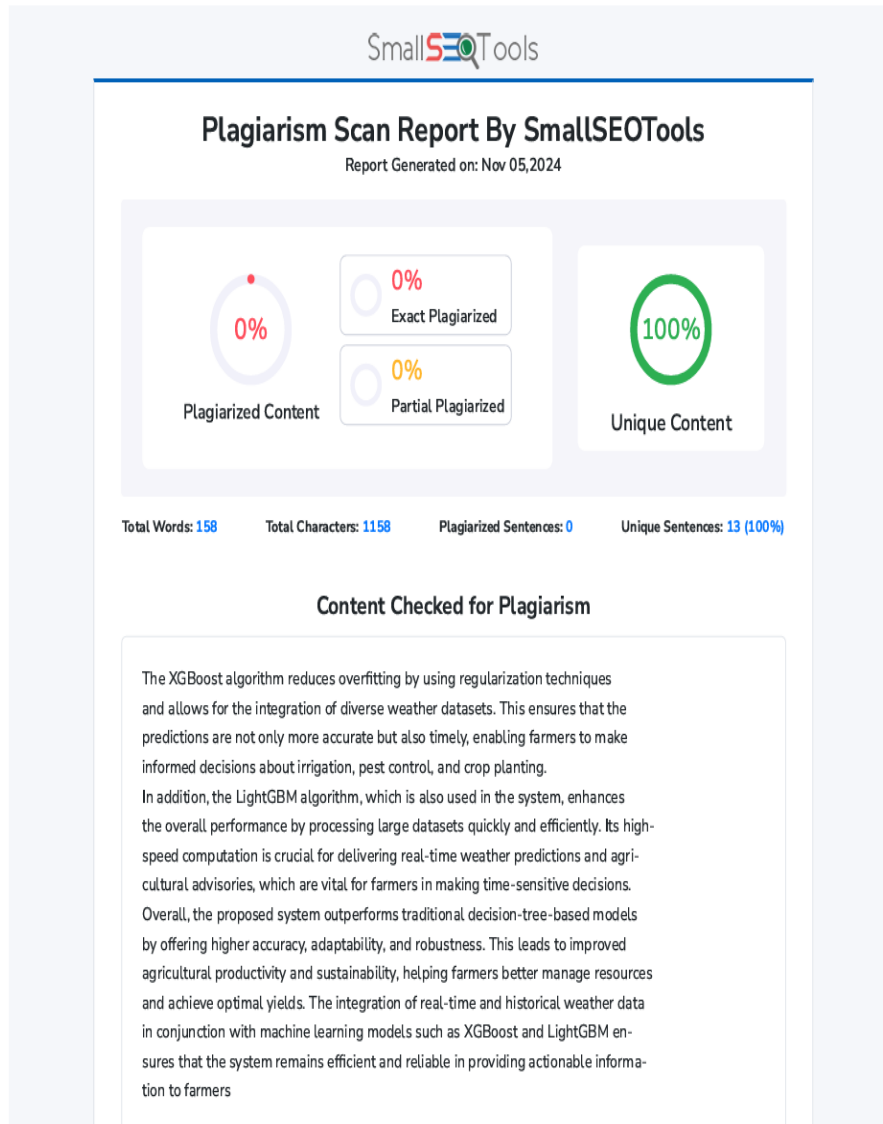 SmallSEOTools
Plagiarism Scan Report By SmallSEOTools
Report Generated on: Nov 05,2024
0%
Plagiarized Content
0%
Exact Plagiarized
0%
Partial Plagiarized
100%
Unique Content
Total Words: 158 Total Characters: 1158 Plagiarized Sentences: 0 Unique Sentences: 13 (100%)
Content Checked for Plagiarism
The XGBoost algorithm reduces overfitting by using regularization techniques
and allows for the integration of diverse weather datasets. This ensures that the
predictions are not only more accurate but also timely, enabling farmers to make
informed decisions about irrigation, pest control, and crop planting.
In addition, the LightGBM algorithm, which is also used in the system, enhances
the overall performance by processing large datasets quickly and efficiently. Its high-
speed computation is crucial for delivering real-time weather predictions and agri-
cultural advisories, which are vital for farmers in making time-sensitive decisions.
Overall, the proposed system outperforms traditional decision-tree-based models
by offering higher accuracy, adaptability, and robustness. This leads to improved
agricultural productivity and sustainability, helping farmers better manage resources
and achieve optimal yields. The integration of real-time and historical weather data
in conjunction with machine learning models such as XGBoost and LightGBM en-
sures that the system remains efficient and reliable in providing actionable informa-
tion to farmers